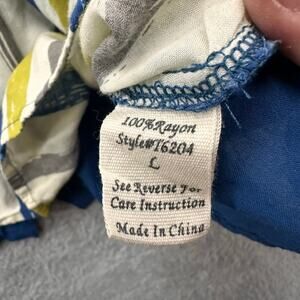 100% Rayon
Style#T6204
L
See Reverse For
Care Instruction
Made In China